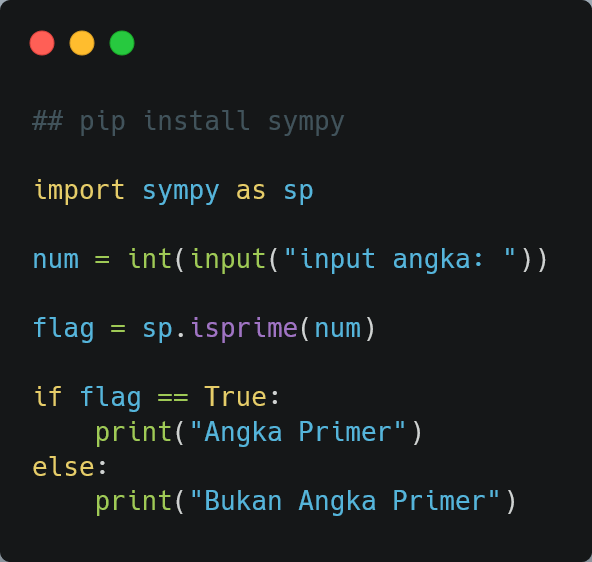 ## pip install sympy
import sympy as sp
num = int(input("input angka: "))
flag = sp.isprime(num)
if flag == True:
    print("Angka Primer")
else:
    print("Bukan Angka Primer")